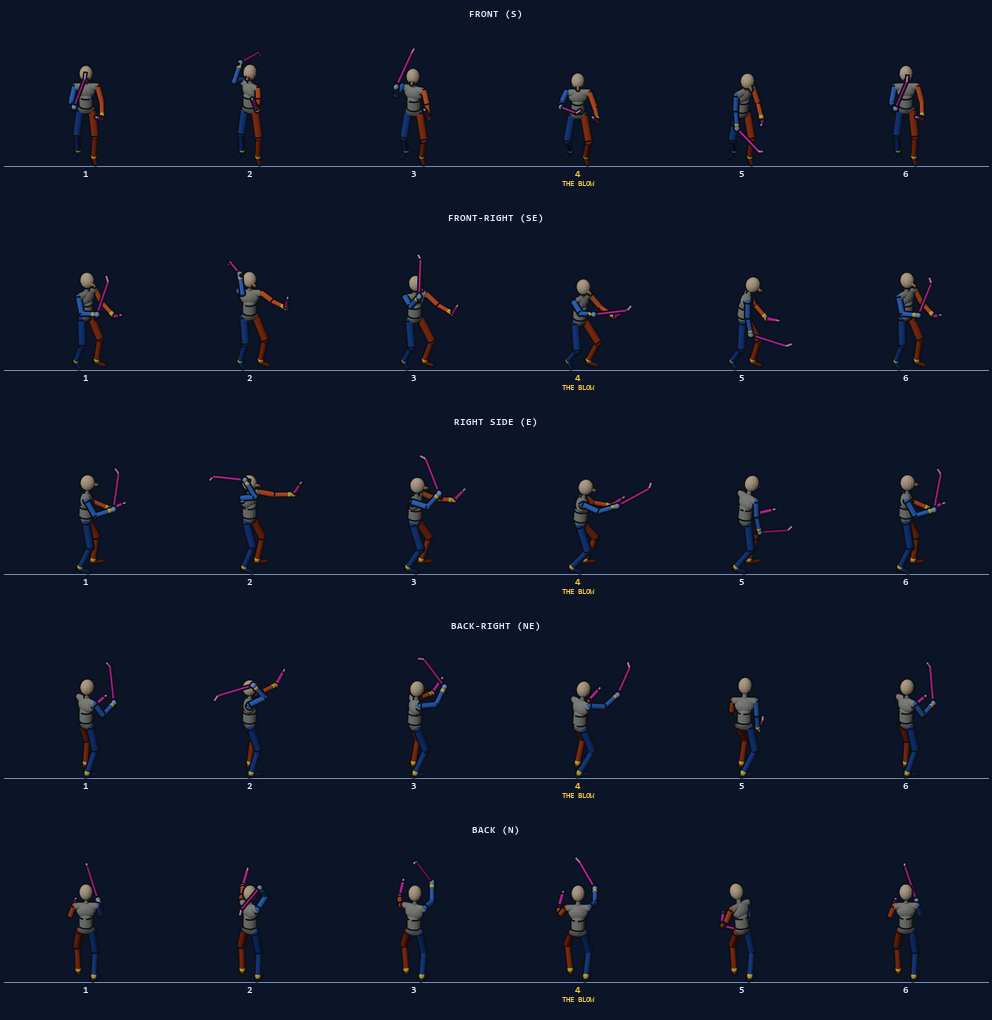 FRONT (S)
1 2 3 4 5 6
THE BLOW
FRONT-RIGHT (SE)
1 2 3 4 5 6
THE BLOW
RIGHT SIDE (E)
1 2 3 4 5 6
THE BLOW
BACK-RIGHT (NE)
1 2 3 4 5 6
THE BLOW
BACK (N)
1 2 3 4 5 6
THE BLOW